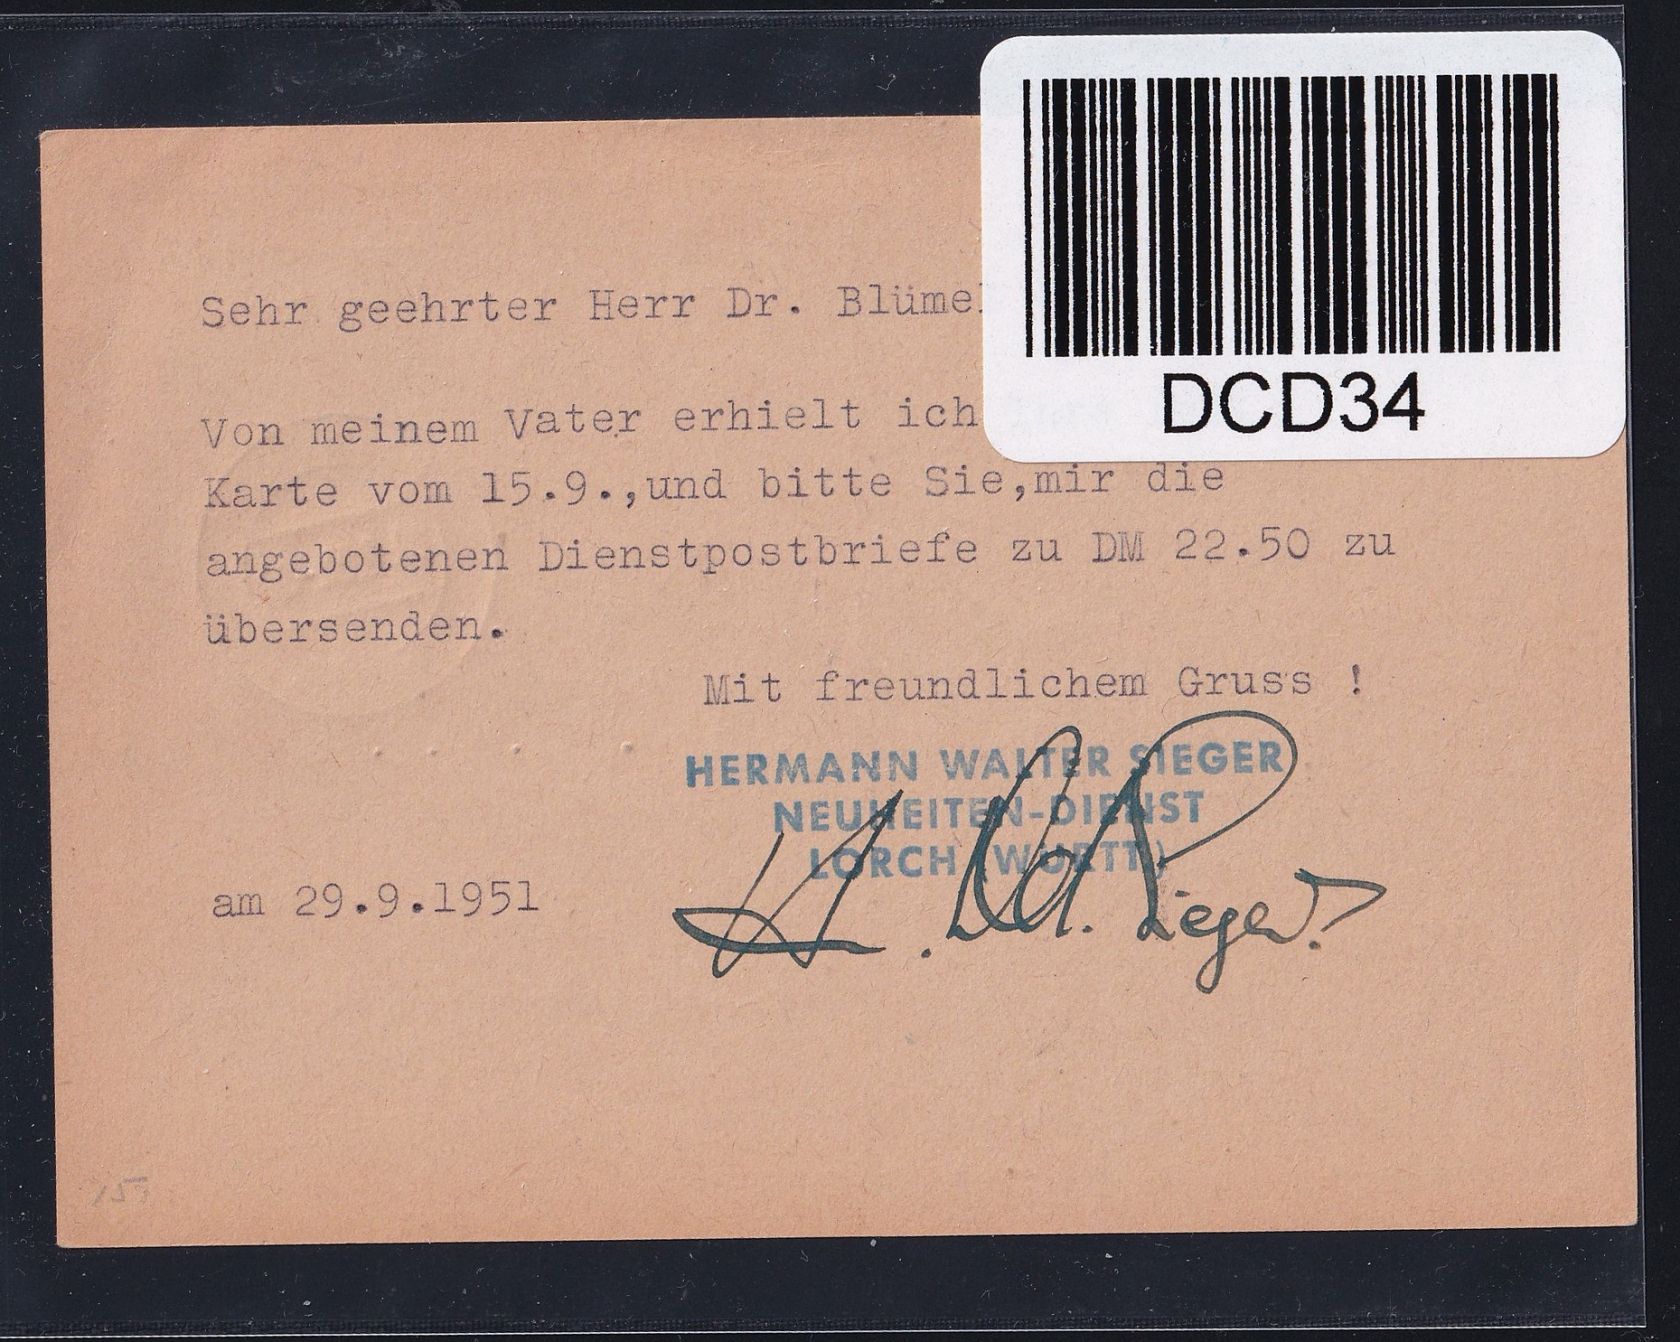 DCD34
Sehr geehrter Herr Dr. Blümel
Von meinem Vater erhielt ich
Karte vom 15.9.,und bitte Sie,mir die
angebotenen Dienstpostbriefe zu DM 22.50 zu
übersenden.
Mit freundlichem Gruss !
HERMANN WALTER SIEGER
NEUHEITEN-DIENST
LORCH (WÜRTT)
am 29.9.1951
H. W. Sieger.